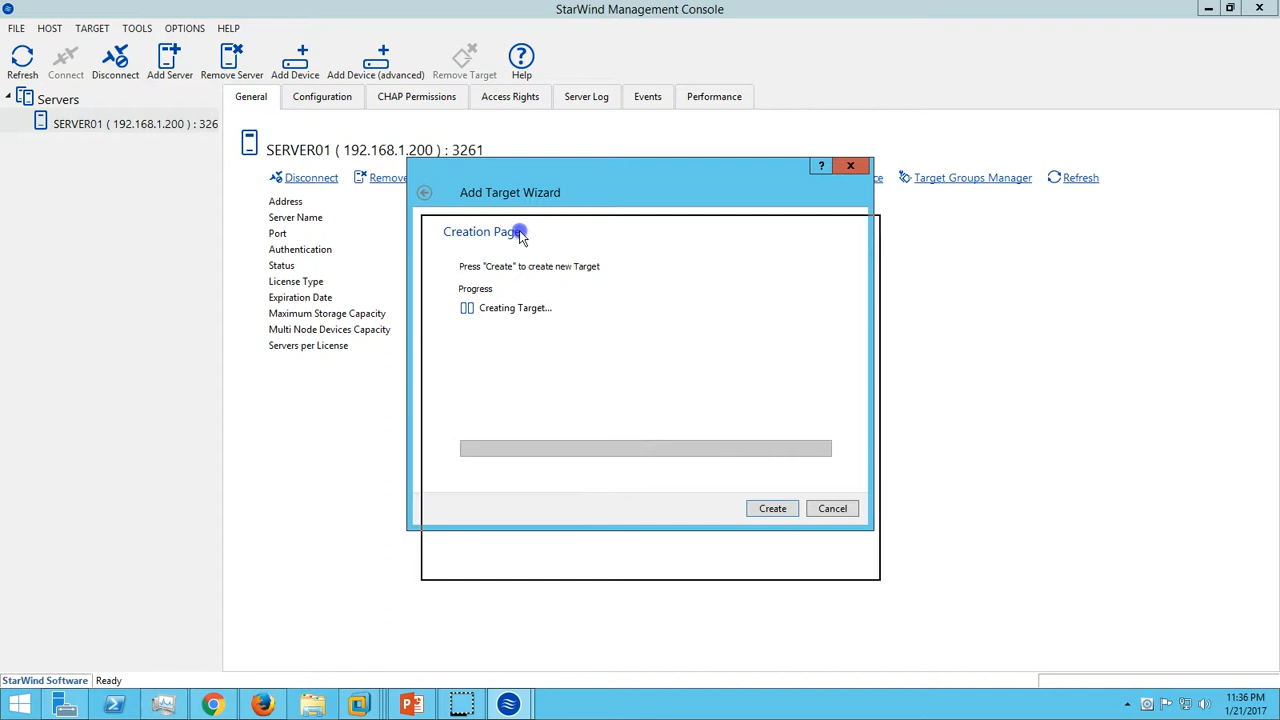 StarWind Management Console
FILE HOST TARGET TOOLS OPTIONS HELP
Refresh Connect Disconnect Add Server Remove Server Add Device Add Device (advanced) Remove Target Help
Servers
SERVER01 ( 192.168.1.200 ) : 326
General Configuration CHAP Permissions Access Rights Server Log Events Performance
SERVER01 ( 192.168.1.200 ) : 3261
Disconnect Remove Target Groups Manager Refresh
Address
Server Name
Port
Authentication
Status
License Type
Expiration Date
Maximum Storage Capacity
Multi Node Devices Capacity
Servers per License
?
X
Add Target Wizard
Creation Page
Press "Create" to create new Target
Progress
Creating Target...
Create Cancel
StarWind Software Ready
11:36 PM
1/21/2017